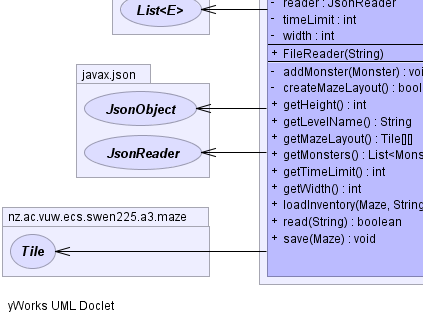 List<E>
reader : JsonReader
- timeLimit : int
- width : int
+ FileReader(String)
javax.json
JsonObject
JsonReader
- addMonster(Monster) : voi
- createMazeLayout() : bool
+ getHeight() : int
+ getLevelName() : String
+ getMazeLayout() : Tile[][]
+ getMonsters() : List<Mons
+ getTimeLimit() : int
+ getWidth() : int
+ loadInventory(Maze, String
+ read(String) : boolean
+ save(Maze) : void
nz.ac.vuw.ecs.swen225.a3.maze
Tile
yWorks UML Doclet